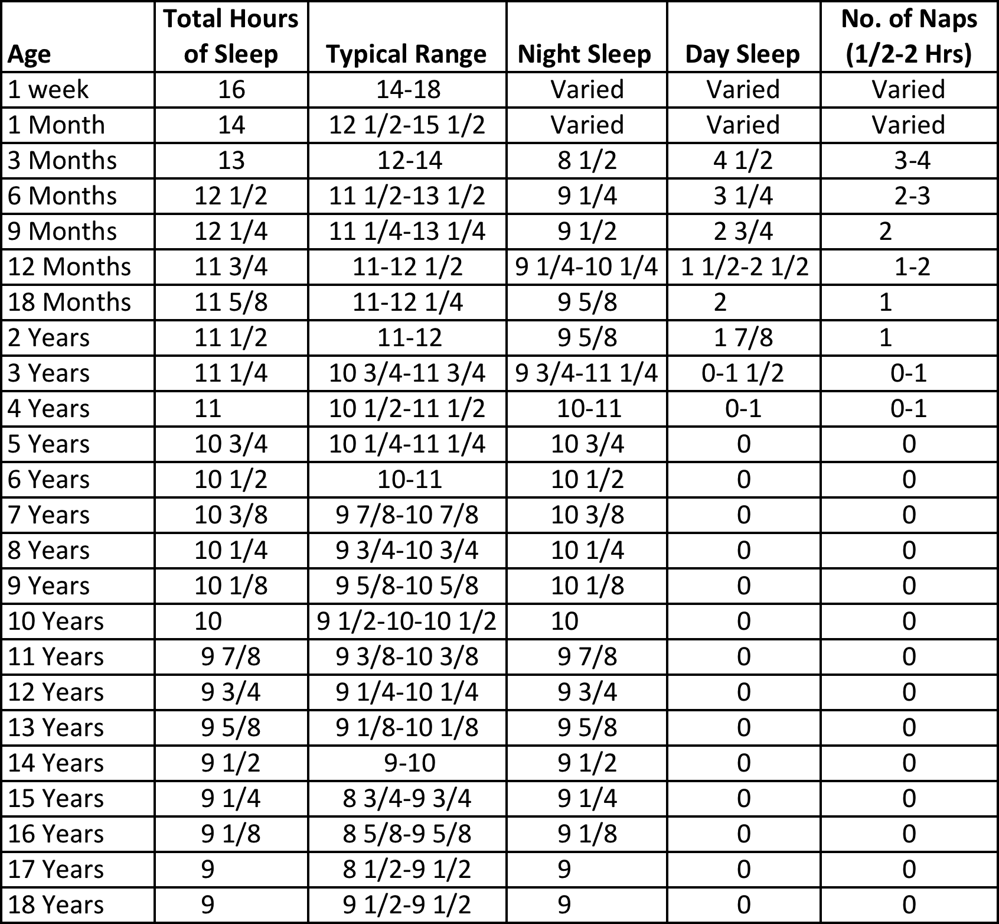 Age Total Hours of Sleep Typical Range Night Sleep Day Sleep No. of Naps (1/2-2 Hrs)
1 week 16 14-18 Varied Varied Varied
1 Month 14 12 1/2-15 1/2 Varied Varied Varied
3 Months 13 12-14 8 1/2 4 1/2 3-4
6 Months 12 1/2 11 1/2-13 1/2 9 1/4 3 1/4 2-3
9 Months 12 1/4 11 1/4-13 1/4 9 1/2 2 3/4 2
12 Months 11 3/4 11-12 1/2 9 1/4-10 1/4 1 1/2-2 1/2 1-2
18 Months 11 5/8 11-12 1/4 9 5/8 2 1
2 Years 11 1/2 11-12 9 5/8 1 7/8 1
3 Years 11 1/4 10 3/4-11 3/4 9 3/4-11 1/4 0-1 1/2 0-1
4 Years 11 10 1/2-11 1/2 10-11 0-1 0-1
5 Years 10 3/4 10 1/4-11 1/4 10 3/4 0 0
6 Years 10 1/2 10-11 10 1/2 0 0
7 Years 10 3/8 9 7/8-10 7/8 10 3/8 0 0
8 Years 10 1/4 9 3/4-10 3/4 10 1/4 0 0
9 Years 10 1/8 9 5/8-10 5/8 10 1/8 0 0
10 Years 10 9 1/2-10-10 1/2 10 0 0
11 Years 9 7/8 9 3/8-10 3/8 9 7/8 0 0
12 Years 9 3/4 9 1/4-10 1/4 9 3/4 0 0
13 Years 9 5/8 9 1/8-10 1/8 9 5/8 0 0
14 Years 9 1/2 9-10 9 1/2 0 0
15 Years 9 1/4 8 3/4-9 3/4 9 1/4 0 0
16 Years 9 1/8 8 5/8-9 5/8 9 1/8 0 0
17 Years 9 8 1/2-9 1/2 9 0 0
18 Years 9 9 1/2-9 1/2 9 0 0